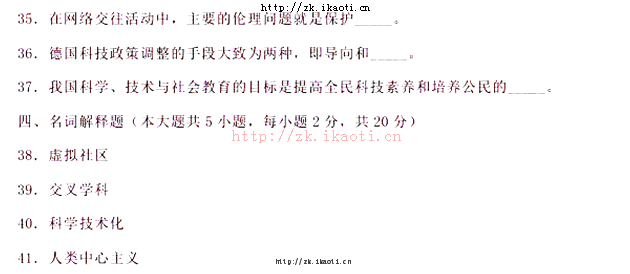 http://zk.ikaoti.cn
35．在网络交往活动中，主要的伦理问题就是保护_____。
36．德国科技政策调整的手段大致为两种，即导向和_____。
37．我国科学、技术与社会教育的目标是提高全民科技素养和培养公民的_____。
四、名词解释题（本大题共 5 小题，每小题 2 分，共 20 分）
http://zk.ikaoti.cn
38．虚拟社区
39．交叉学科
40．科学技术化
41．人类中心主义
http://zk.ikaoti.cn